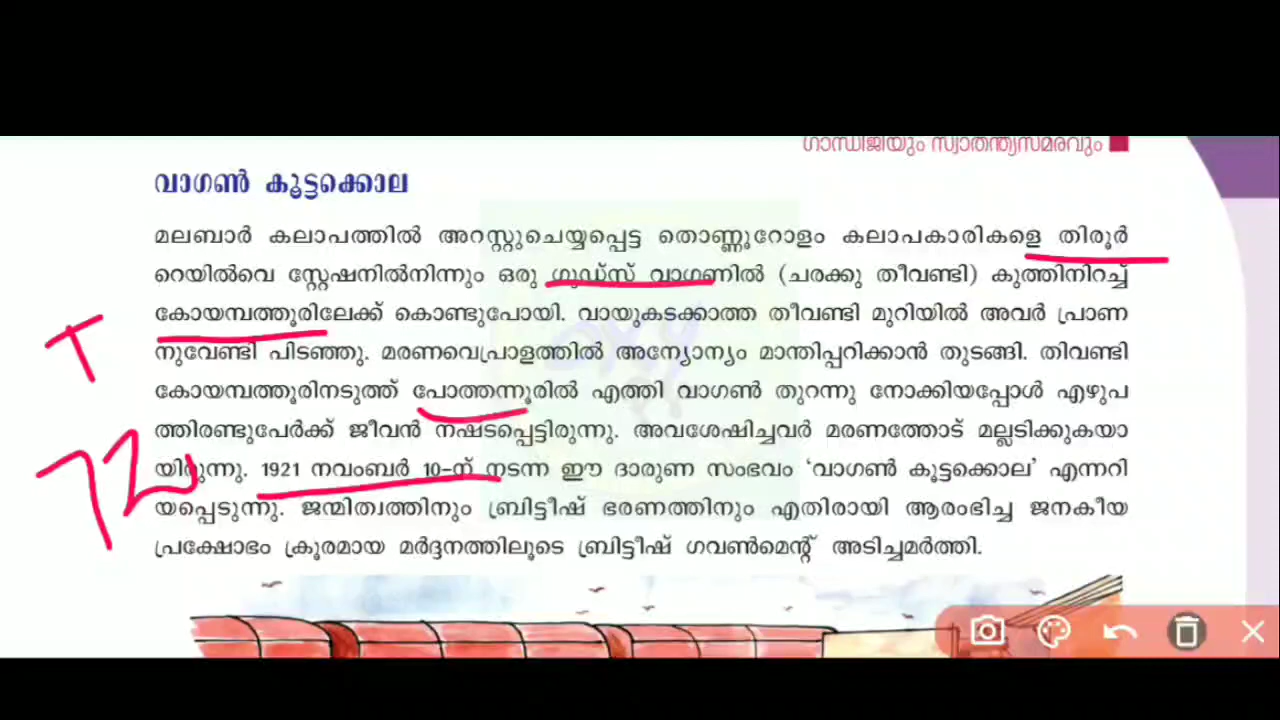 ഗാന്ധിജിയും സ്വാതന്ത്ര്യസമരവും
വാഗൺ കൂട്ടക്കൊല
മലബാർ കലാപത്തിൽ അറസ്റ്റുചെയ്യപ്പെട്ട തൊണ്ണൂറോളം കലാപകാരികളെ തിരൂർ
റെയിൽവെ സ്റ്റേഷനിൽനിന്നും ഒരു ഗുഡ്സ് വാഗണിൽ (ചരക്കു തീവണ്ടി) കുത്തിനിറച്ച്
കോയമ്പത്തൂരിലേക്ക് കൊണ്ടുപോയി. വായുകടക്കാത്ത തീവണ്ടി മുറിയിൽ അവർ പ്രാണ
T നുവേണ്ടി പിടഞ്ഞു. മരണവെപ്രാളത്തിൽ അന്യോന്യം മാന്തിപ്പറിക്കാൻ തുടങ്ങി. തിവണ്ടി
കോയമ്പത്തൂരിനടുത്ത് പോത്തന്നൂരിൽ എത്തി വാഗൺ തുറന്നു നോക്കിയപ്പോൾ എഴുപ
ത്തിരണ്ടുപേർക്ക് ജീവൻ നഷ്ടപ്പെട്ടിരുന്നു. അവശേഷിച്ചവർ മരണത്തോട് മല്ലടിക്കുകയാ
72 യിരുന്നു. 1921 നവംബർ 10-ന് നടന്ന ഈ ദാരുണ സംഭവം ‘വാഗൺ കൂട്ടക്കൊല’ എന്നറി
യപ്പെടുന്നു. ജന്മിത്വത്തിനും ബ്രിട്ടീഷ് ഭരണത്തിനും എതിരായി ആരംഭിച്ച ജനകീയ
പ്രക്ഷോഭം ക്രൂരമായ മർദ്ദനത്തിലൂടെ ബ്രിട്ടീഷ് ഗവൺമെന്റ് അടിച്ചമർത്തി.